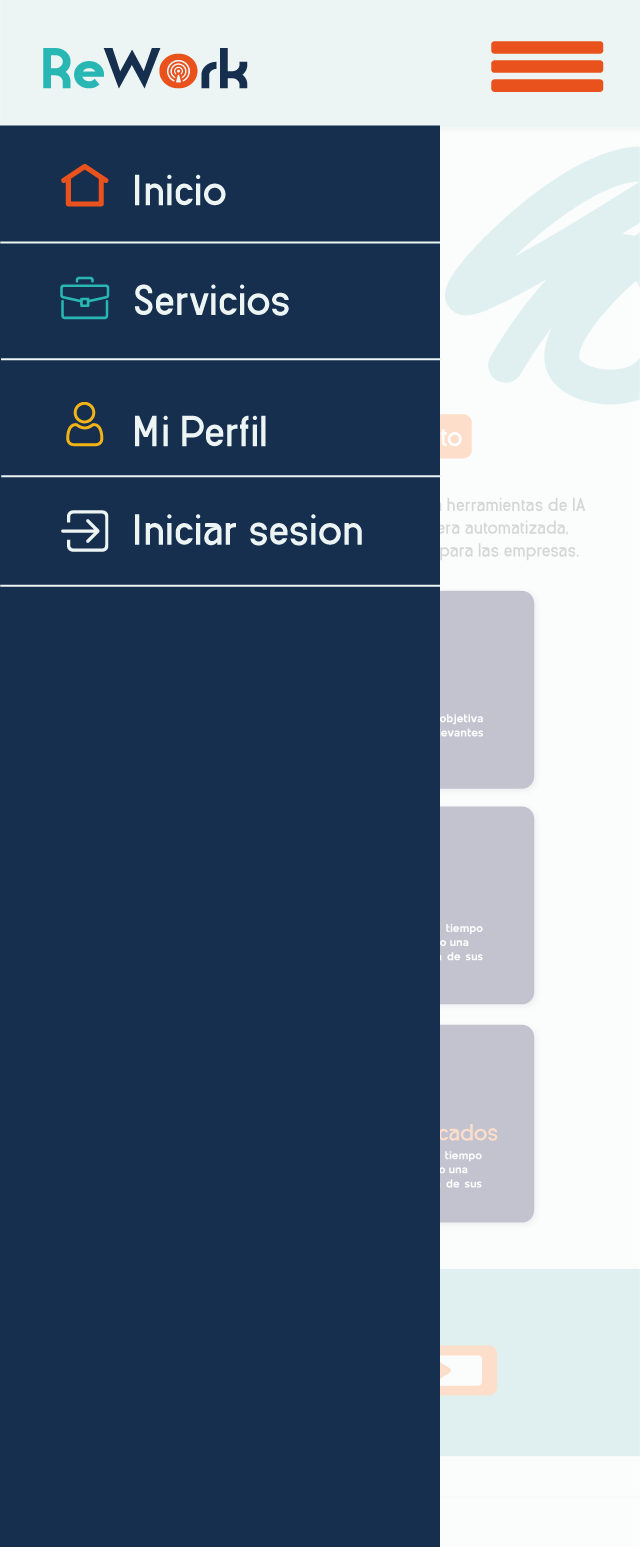 ReWork
Inicio
Servicios
Mi Perfil
Iniciar sesion
to
herramientas de IA
era automatizada,
para las empresas.
objetiva
evantes
tiempo
o una
de sus
cados
tiempo
o una
de sus